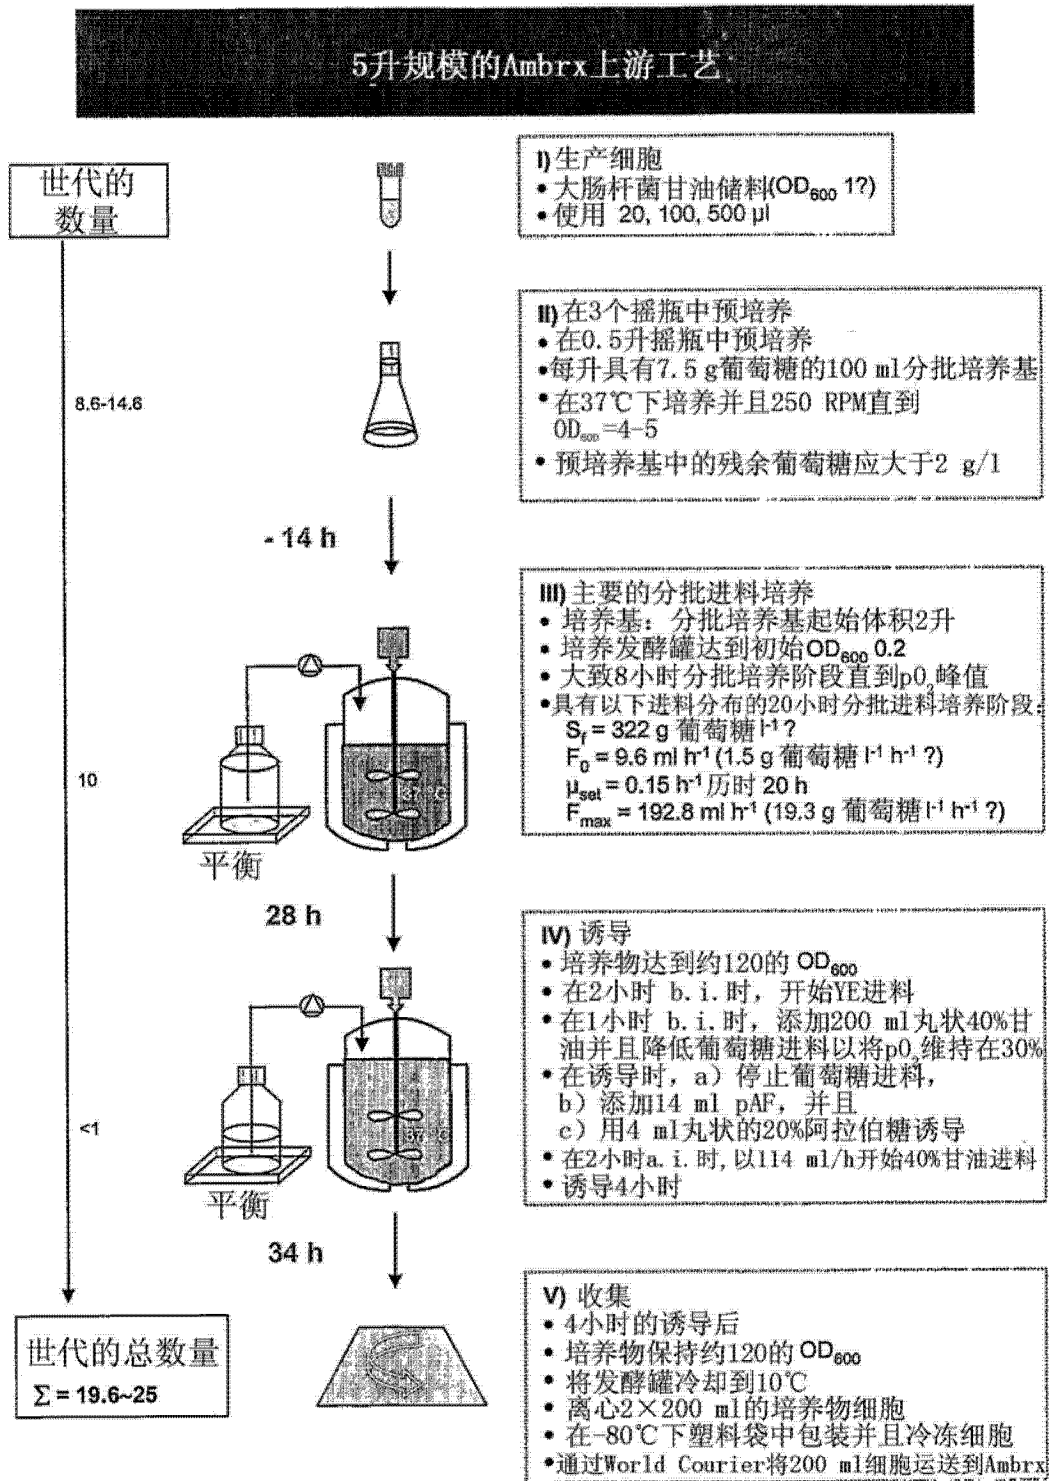 5升规模的Ambrx上游工艺
世代的
数量
I) 生产细胞
• 大肠杆菌甘油储料(OD600 1?)
• 使用 20, 100, 500 µl
II) 在3个摇瓶中预培养
• 在0.5升摇瓶中预培养
• 每升具有7.5 g葡萄糖的100 ml分批培养基
• 在37℃下培养并且250 RPM直到
OD600=4-5
• 预培养基中的残余葡萄糖应大于2 g/l
8.6-14.6
- 14 h
III) 主要的分批进料培养
• 培养基：分批培养基起始体积2升
• 培养发酵罐达到初始OD600 0.2
• 大致8小时分批培养阶段直到pO2峰值
• 具有以下进料分布的20小时分批进料培养阶段：
Sf = 322 g 葡萄糖 l-1 ?
F0 = 9.6 ml h-1 (1.5 g 葡萄糖 l-1 h-1 ?)
µset = 0.15 h-1 历时 20 h
Fmax = 192.8 ml h-1 (19.3 g 葡萄糖 l-1 h-1 ?)
10
37 °C
平衡
28 h
IV) 诱导
• 培养物达到约120的 OD600
• 在2小时 b.i.时，开始YE进料
• 在1小时 b.i.时，添加200 ml丸状40%甘
油并且降低葡萄糖进料以将pO2维持在30%
• 在诱导时，a）停止葡萄糖进料，
b）添加14 ml pAF，并且
c）用4 ml丸状的20%阿拉伯糖诱导
• 在2小时a.i.时,以114 ml/h开始40%甘油进料
• 诱导4小时
<1
37 °C
平衡
34 h
V) 收集
• 4小时的诱导后
• 培养物保持约120的 OD600
• 将发酵罐冷却到10℃
• 离心2×200 ml的培养物细胞
• 在-80℃下塑料袋中包装并且冷冻细胞
• 通过World Courier将200 ml细胞运送到Ambrx
世代的总数量
Σ = 19.6~25